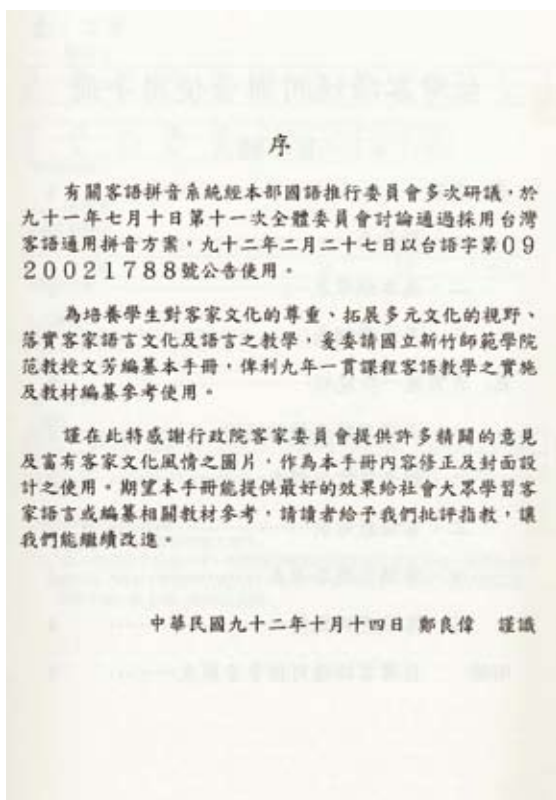 序
有關客語拼音系統經本部國語推行委員會多次研議，於
九十一年七月十日第十一次全體委員會討論通過採用台灣
客語通用拼音方案，九十二年二月二十七日以台語字第０９
２００２１７８８號公告使用。
為培養學生對客家文化的尊重、拓展多元文化的視野、
落實客家語言文化及語言之教學，爰委請國立新竹師範學院
范教授文芳編纂本手冊，俾利九年一貫課程客語教學之實施
及教材編纂參考使用。
謹在此特感謝行政院客家委員會提供許多精闢的意見
及富有客家文化風情之圖片，作為本手冊內容修正及封面設
計之使用。期望本手冊能提供最好的效果給社會大眾學習客
家語言或編纂相關教材參考，請讀者給予我們批評指教，讓
我們能繼續改進。
中華民國九十二年十月十四日 鄭良偉 謹識